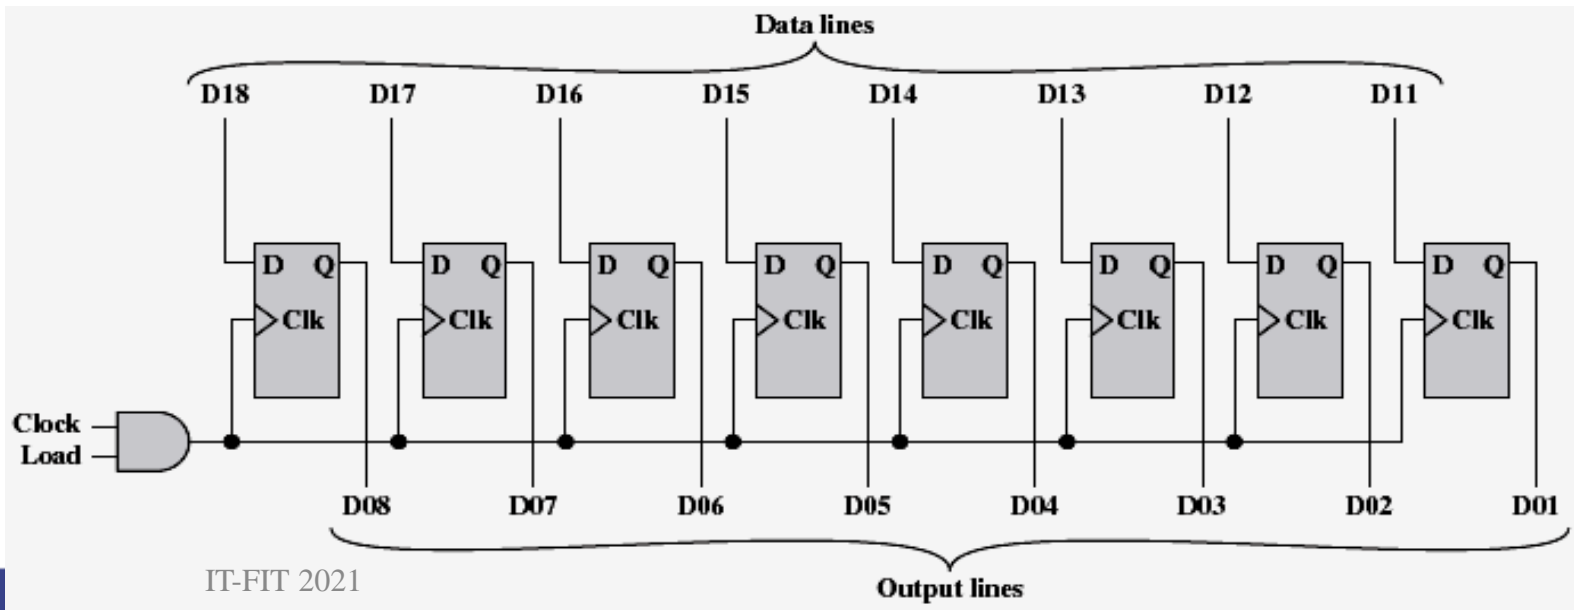 Data lines
D18 D17 D16 D15 D14 D13 D12 D11
D Q D Q D Q D Q D Q D Q D Q D Q
Clk Clk Clk Clk Clk Clk Clk Clk
Clock
Load
D08 D07 D06 D05 D04 D03 D02 D01
IT-FIT 2021
Output lines